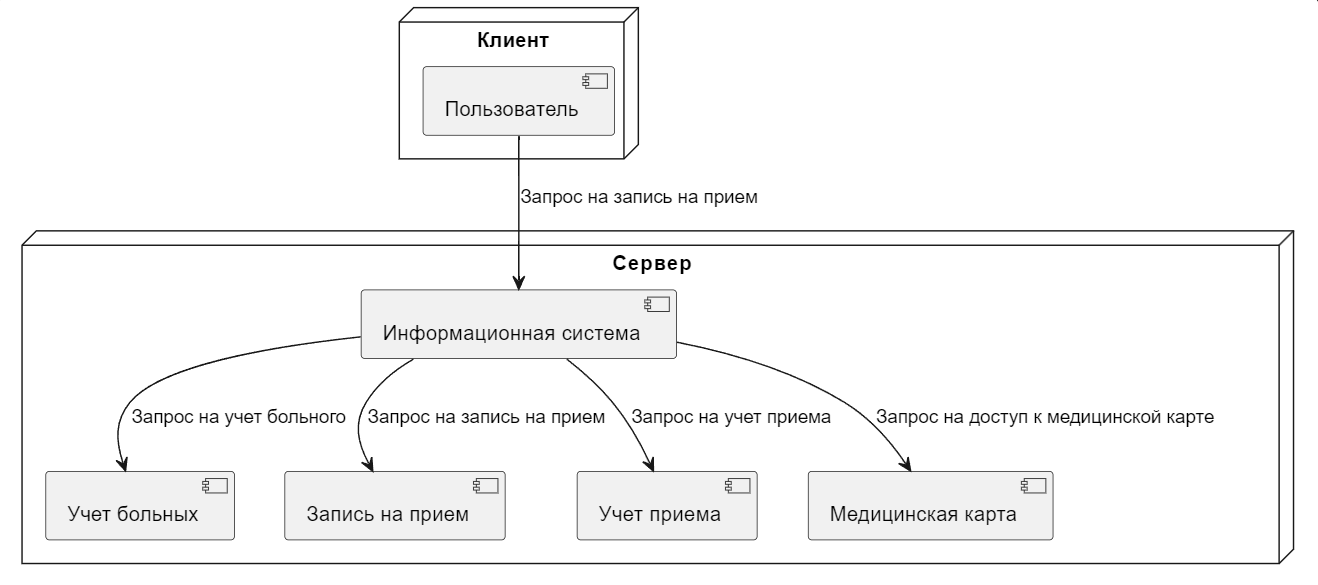 Клиент
Пользователь
Запрос на запись на прием
Сервер
Информационная система
Запрос на учет больного
Запрос на запись на прием
Запрос на учет приема
Запрос на доступ к медицинской карте
Учет больных
Запись на прием
Учет приема
Медицинская карта